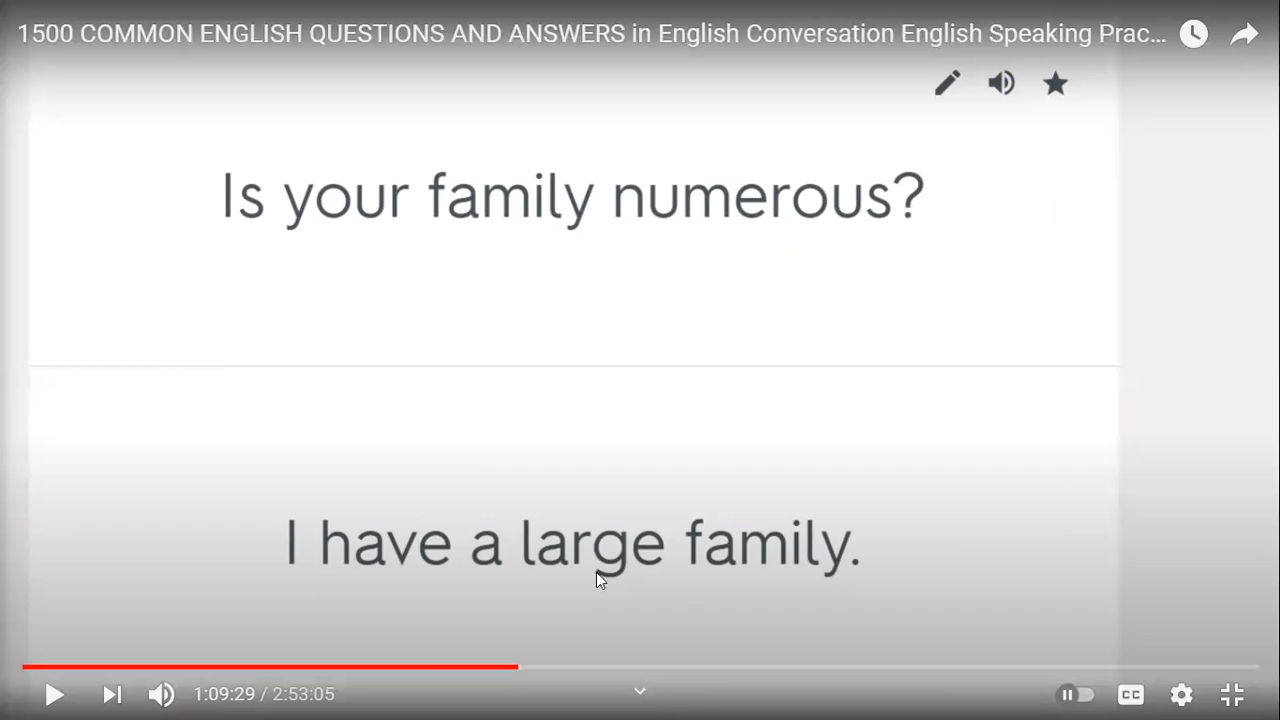 1500 COMMON ENGLISH QUESTIONS AND ANSWERS in English Conversation English Speaking Prac...
Is your family numerous?
I have a large family.
1:09:29 / 2:53:05
CC